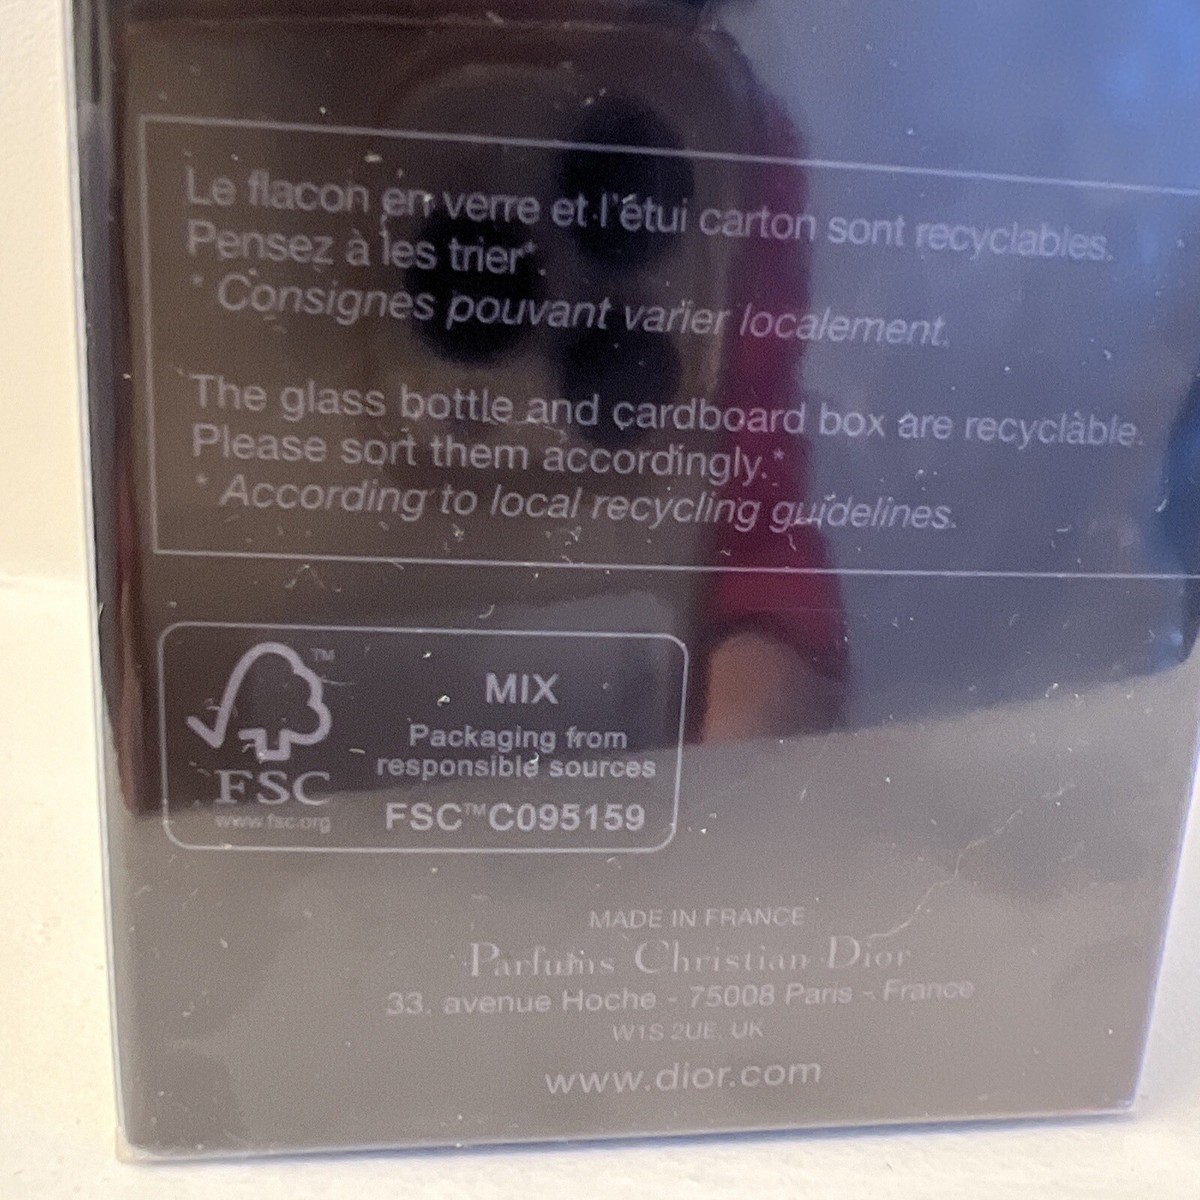 Le flacon en verre et l'étui carton sont recyclables.
Pensez à les trier*.
* Consignes pouvant varier localement.
The glass bottle and cardboard box are recyclable.
Please sort them accordingly.*
* According to local recycling guidelines.
TM
FSC
www.fsc.org
MIX
Packaging from
responsible sources
FSC™ C095159
MADE IN FRANCE
Parfums Christian Dior
33, avenue Hoche - 75008 Paris - France
W1S 2UE, UK
www.dior.com